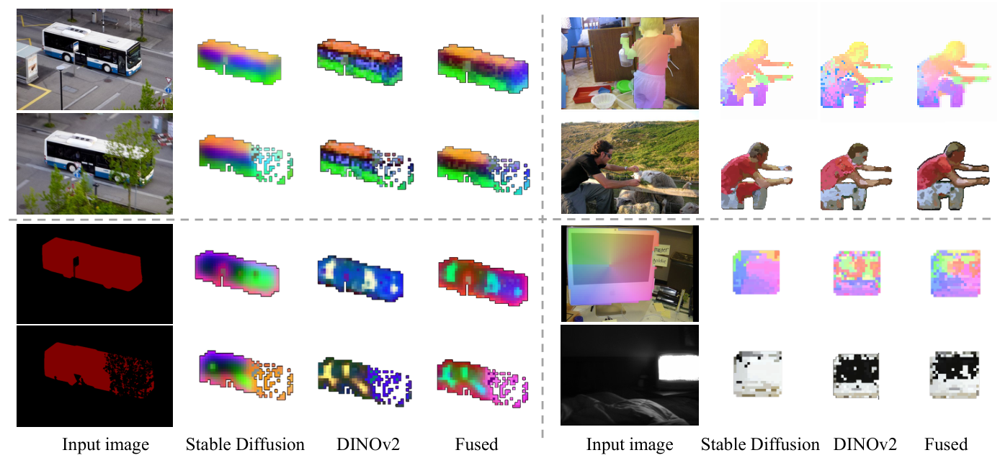 Input image Stable Diffusion DINOv2 Fused Input image Stable Diffusion DINOv2 Fused